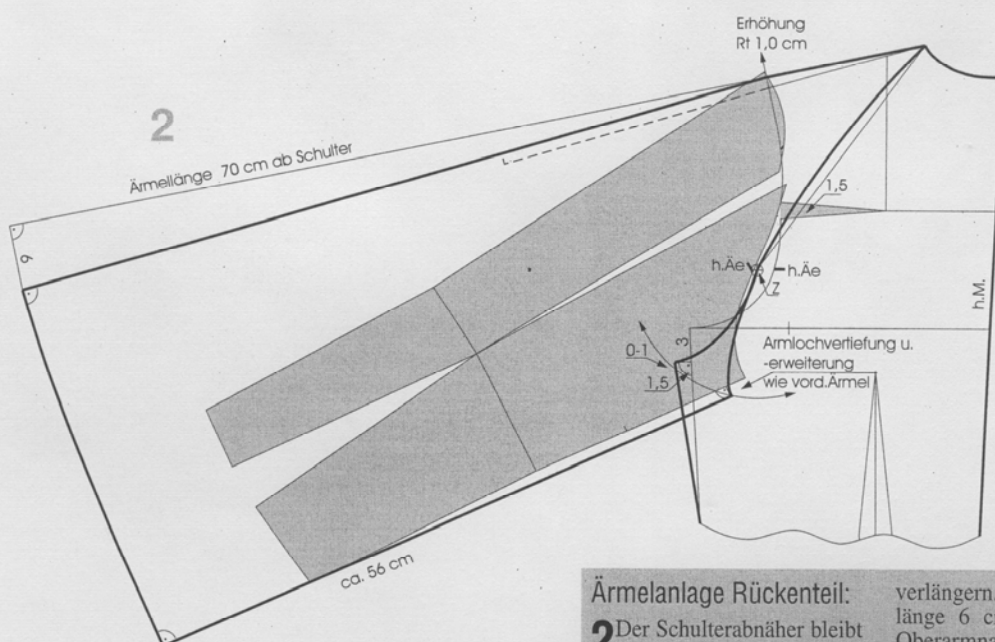 Erhöhung
Rt 1,0 cm
2
Ärmellänge 70 cm ab Schulter
1,5
6
h.Äe
h.Äe
Z
h.M.
3
0-1
1,5
Armlochvertiefung u.
-erweiterung
wie vord.Ärmel
ca. 56 cm
Ärmelanlage Rückenteil:
2 Der Schulterabnäher bleibt
verlängern,
länge 6 c